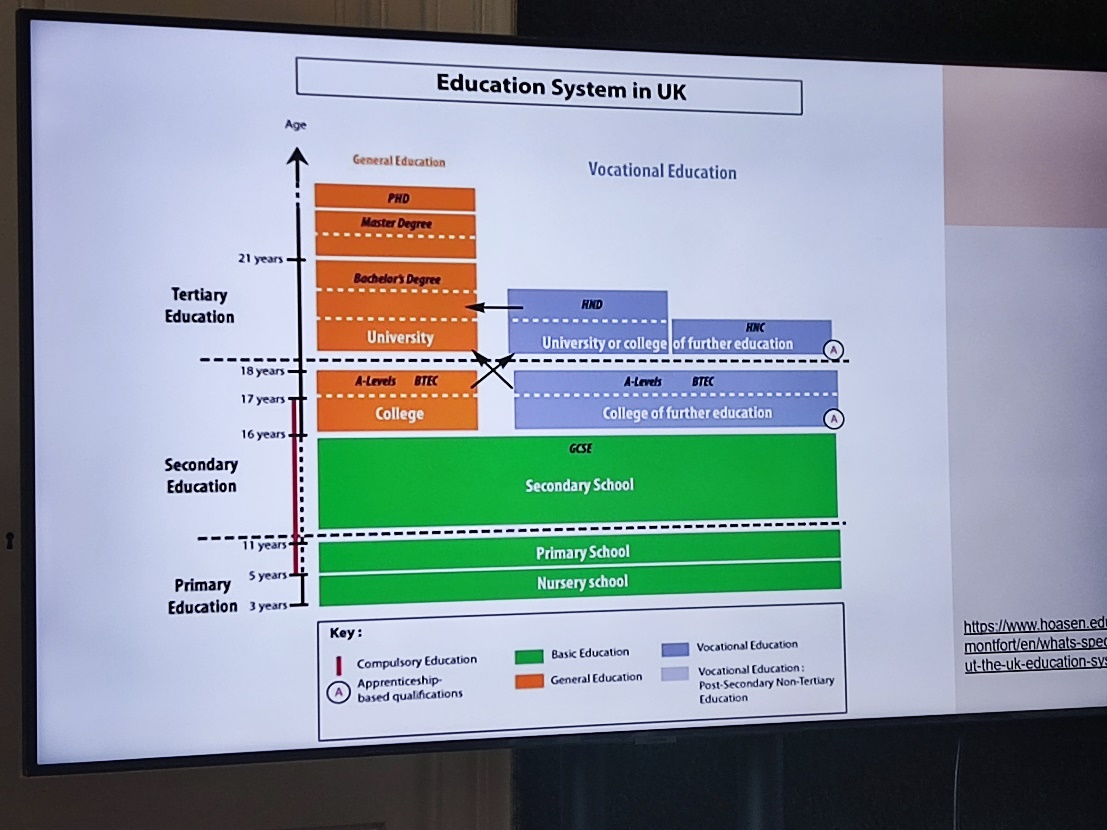 Education System in UK
Age
General Education
Vocational Education
PHD
Master Degree
21 years
Bachelor's Degree
Tertiary
Education
HND
HNC
University
University or college of further education
A
18 years
A-Levels BTEC
A-Levels BTEC
17 years
College
College of further education
A
16 years
GCSE
Secondary
Education
Secondary School
11 years
Primary School
5 years
Nursery school
Primary
Education
3 years
Key :
Compulsory Education
A
Apprenticeship-
based qualifications
Basic Education
General Education
Vocational Education
Vocational Education :
Post-Secondary Non-Tertiary
Education
https://www.hoasen.edu
montfort/en/whats-spec
ut-the-uk-education-sys